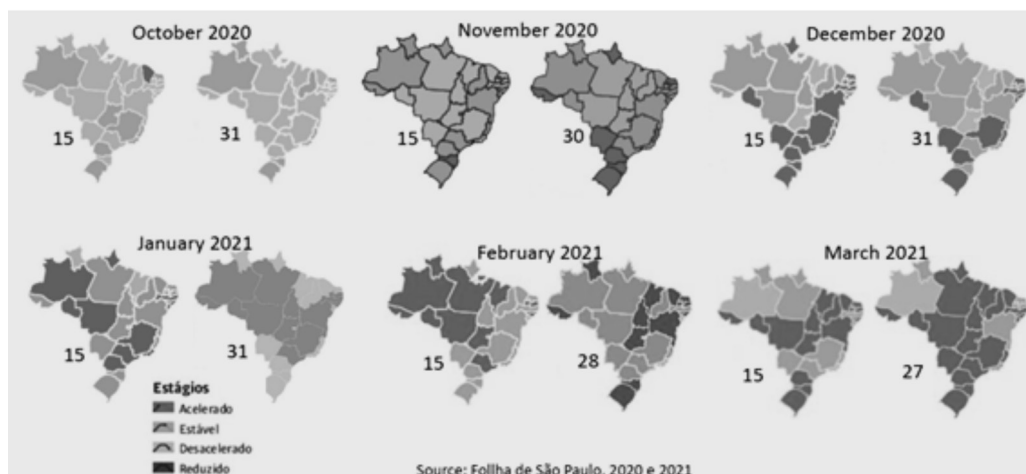 October 2020
November 2020
December 2020
15
31
15
30
15
31
January 2021
February 2021
March 2021
15
31
15
28
15
27
Estágios
Acelerado
Estável
Desacelerado
Reduzido
Source: Follha de São Paulo, 2020 e 2021